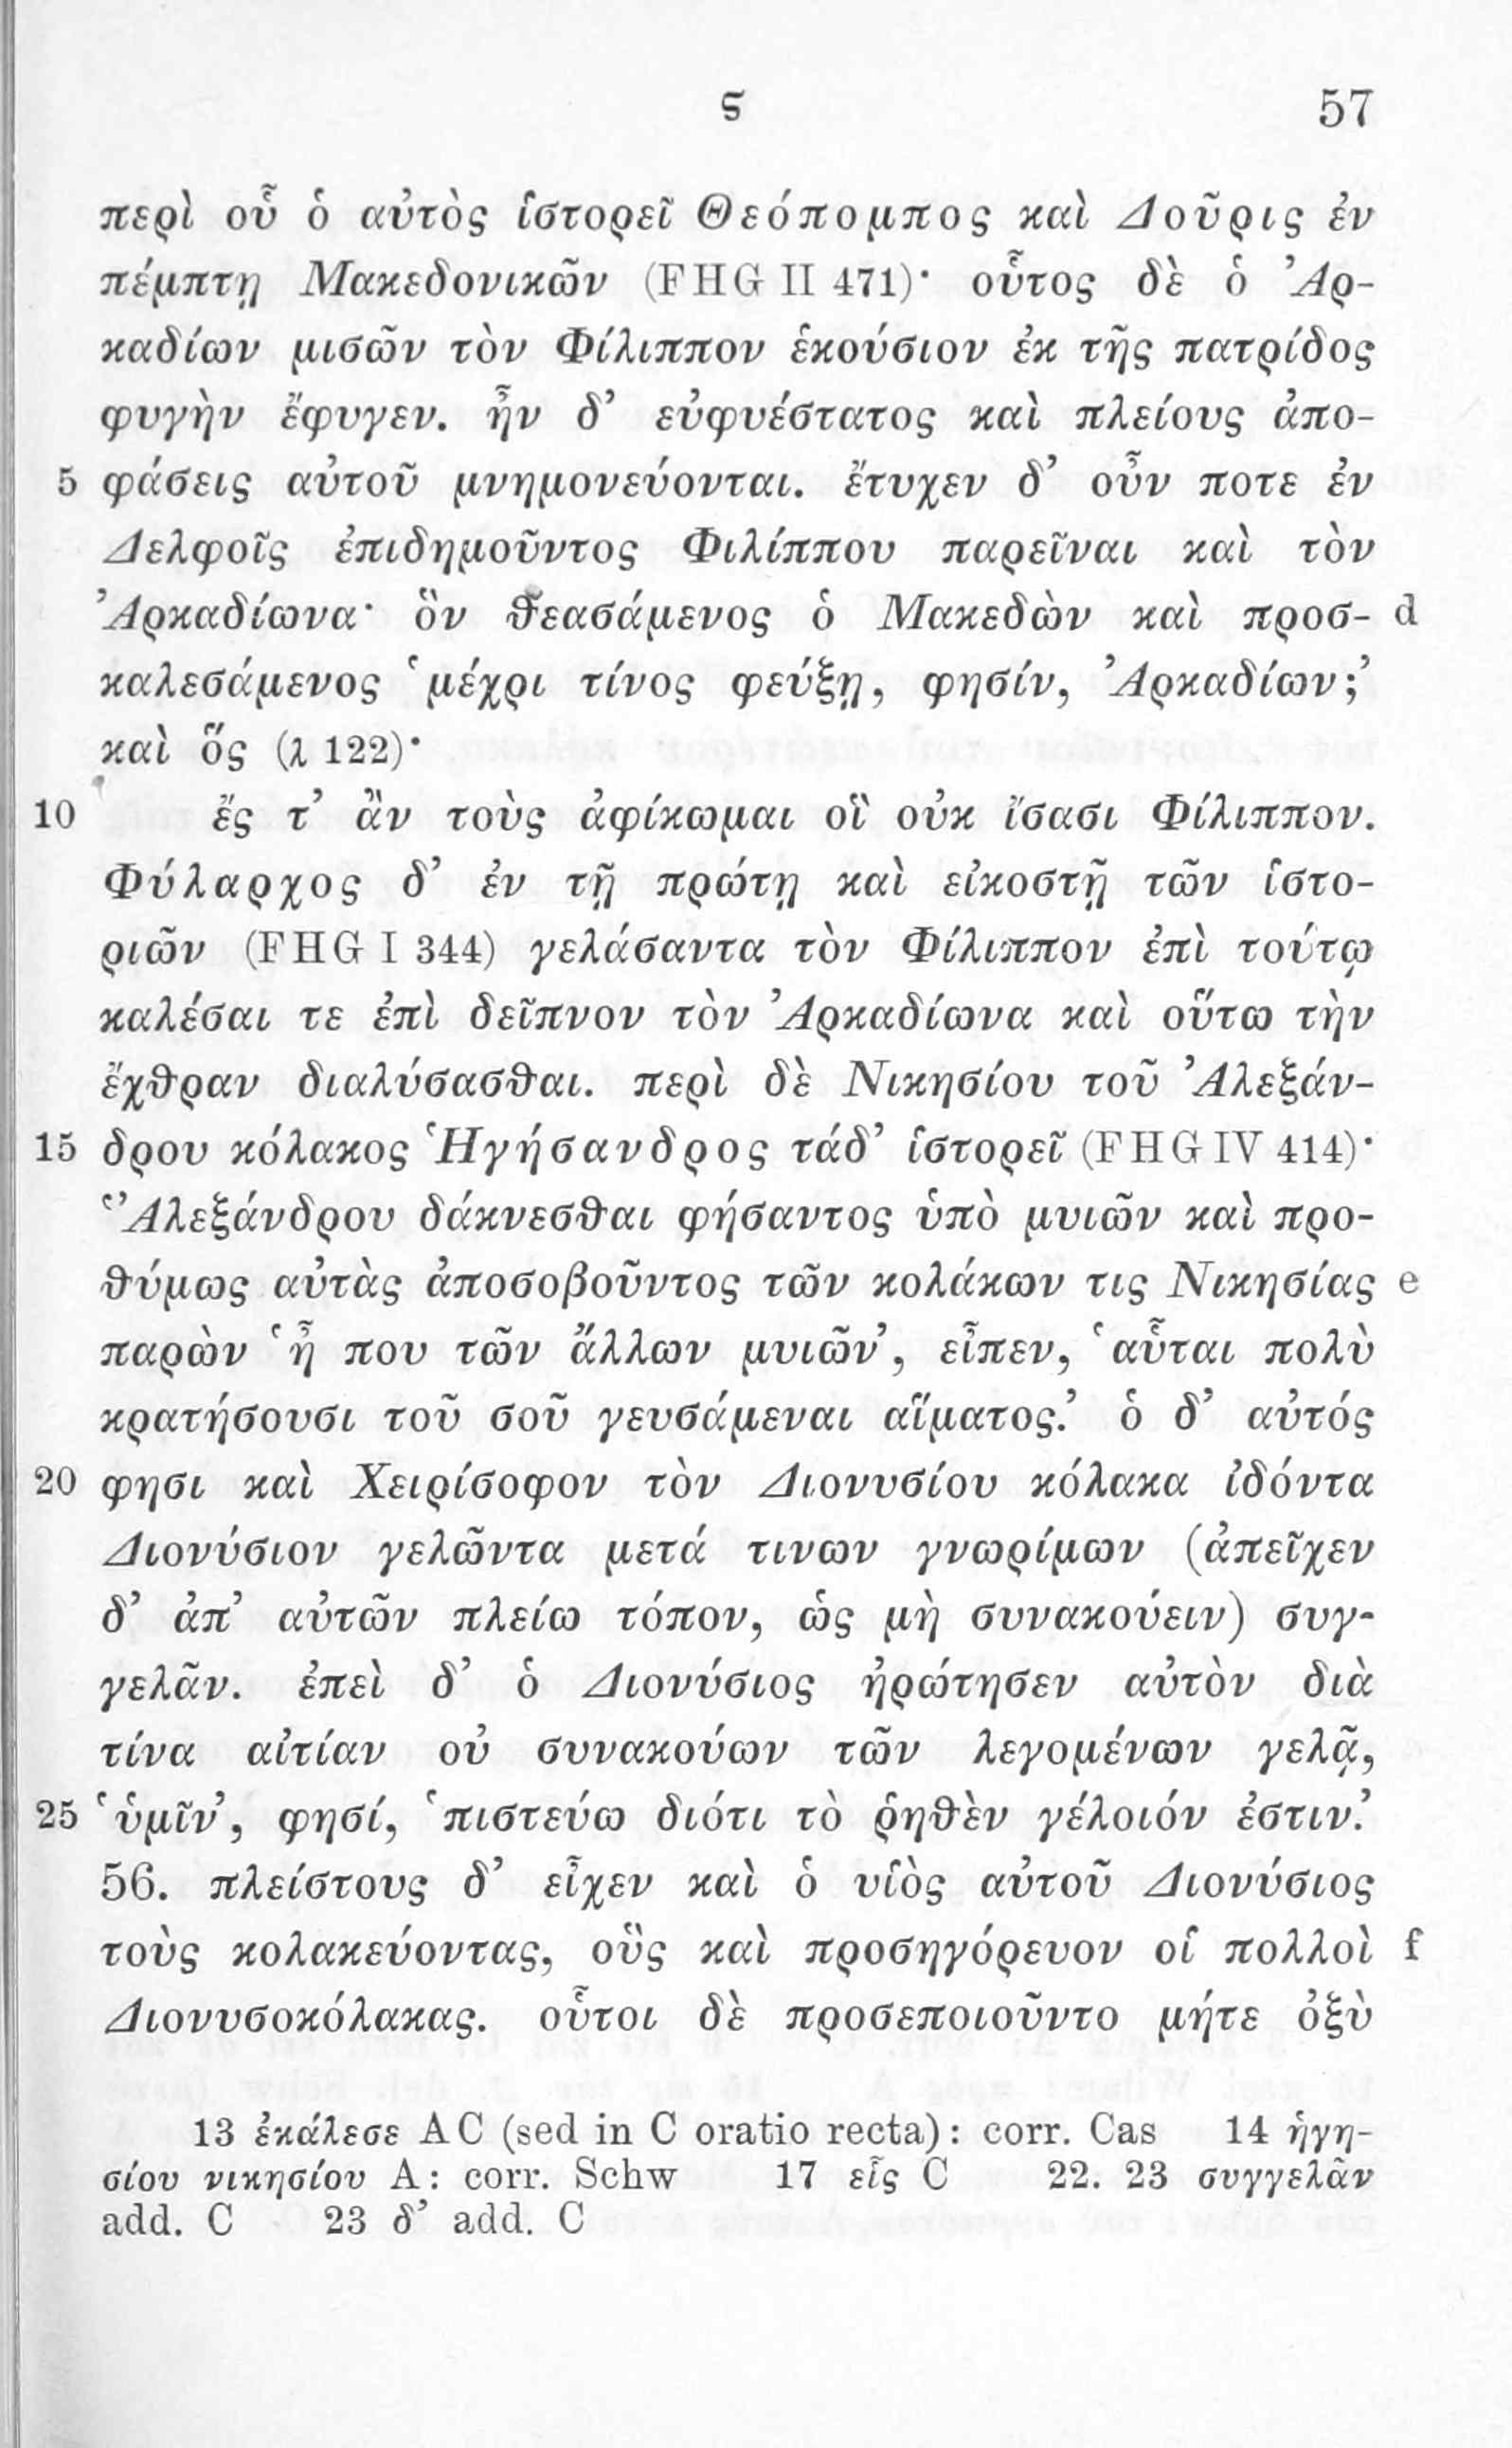 ϛ 57
περὶ οὗ ὁ αὐτὸς ἱστορεῖ Θεόπομπος καὶ Δοῦρις ἐν
πέμπτῃ Μακεδονικῶν (FHG II 471)· οὗτος δὲ ὁ Ἀρ-
καδίων μισῶν τὸν Φίλιππον ἑκούσιον ἐκ τῆς πατρίδος
φυγὴν ἔφυγεν. ἦν δ’ εὐφυέστατος καὶ πλείους ἀπο-
5 φάσεις αὐτοῦ μνημονεύονται. ἔτυχεν δ’ οὖν ποτε ἐν
Δελφοῖς ἐπιδημοῦντος Φιλίππου παρεῖναι καὶ τὸν
Ἀρκαδίωνα· ὃν θεασάμενος ὁ Μακεδὼν καὶ προσ- d
καλεσάμενος ‘μέχρι τίνος φεύξῃ, φησίν, Ἀρκαδίων;’
καὶ ὅς (λ 122)·
10 ἔς τ’ ἂν τοὺς ἀφίκωμαι οἳ οὐκ ἴσασι Φίλιππον.
Φύλαρχος δ’ ἐν τῇ πρώτῃ καὶ εἰκοστῇ τῶν ἱστο-
ριῶν (FHG I 344) γελάσαντα τὸν Φίλιππον ἐπὶ τούτῳ
καλέσαι τε ἐπὶ δεῖπνον τὸν Ἀρκαδίωνα καὶ οὕτω τὴν
ἔχθραν διαλύσασθαι. περὶ δὲ Νικησίου τοῦ Ἀλεξάν-
15 δρου κόλακος Ἡγήσανδρος τάδ’ ἱστορεῖ (FHG IV 414)·
‘Ἀλεξάνδρου δάκνεσθαι φήσαντος ὑπὸ μυιῶν καὶ προ-
θύμως αὐτὰς ἀποσοβοῦντος τῶν κολάκων τις Νικησίας e
παρὼν ‘ἦ που τῶν ἄλλων μυιῶν’, εἶπεν, ‘αὗται πολὺ
κρατήσουσι τοῦ σοῦ γευσάμεναι αἵματος.’ ὁ δ’ αὐτός
20 φησι καὶ Χειρίσοφον τὸν Διονυσίου κόλακα ἰδόντα
Διονύσιον γελῶντα μετά τινων γνωρίμων (ἀπεῖχεν
δ’ ἀπ’ αὐτῶν πλείω τόπον, ὡς μὴ συνακούειν) συγ-
γελᾶν. ἐπεὶ δ’ ὁ Διονύσιος ἠρώτησεν αὐτὸν διὰ
τίνα αἰτίαν οὐ συνακούων τῶν λεγομένων γελᾷ,
25 ‘ὑμῖν’, φησί, ‘πιστεύω διότι τὸ ῥηθὲν γέλοιόν ἐστιν.’
56. πλείστους δ’ εἶχεν καὶ ὁ υἱὸς αὐτοῦ Διονύσιος
τοὺς κολακεύοντας, οὓς καὶ προσηγόρευον οἱ πολλοὶ f
Διονυσοκόλακας. οὗτοι δὲ προσεποιοῦντο μήτε ὀξὺ
13 ἐκάλεσε AC (sed in C oratio recta): corr. Cas 14 ἡγη-
σίου νικησίου A: corr. Schw 17 εἷς C 22. 23 συγγελᾶν
add. C 23 δ’ add. C